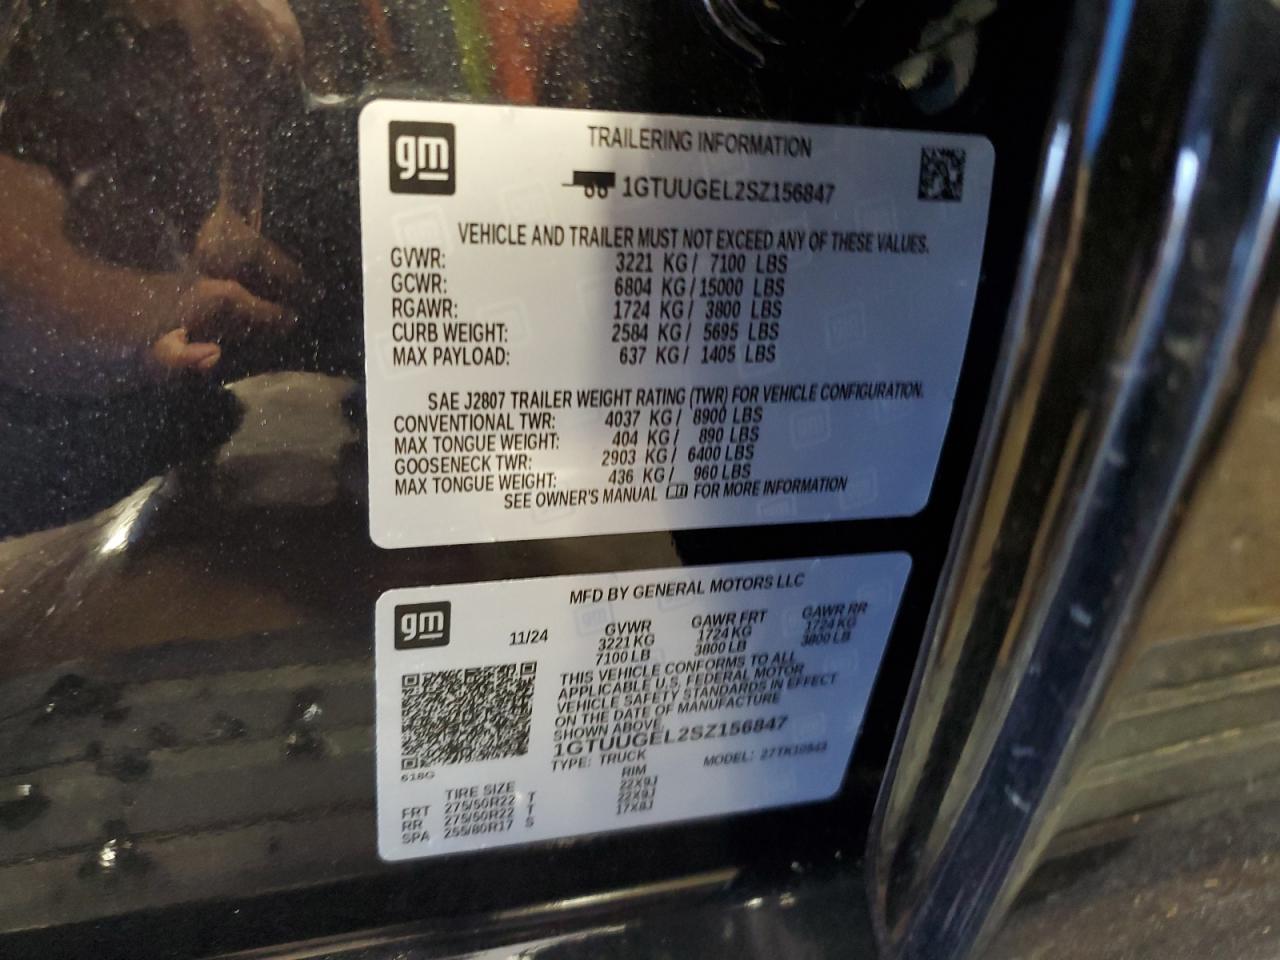 gm
TRAILERING INFORMATION
1GTUUGEL2SZ156847
VEHICLE AND TRAILER MUST NOT EXCEED ANY OF THESE VALUES.
GVWR: 3221 KG / 7100 LBS
GCWR: 6804 KG / 15000 LBS
RGAWR: 1724 KG / 3800 LBS
CURB WEIGHT: 2584 KG / 5695 LBS
MAX PAYLOAD: 637 KG / 1405 LBS
SAE J2807 TRAILER WEIGHT RATING (TWR) FOR VEHICLE CONFIGURATION.
CONVENTIONAL TWR: 4037 KG / 8900 LBS
MAX TONGUE WEIGHT: 404 KG / 890 LBS
GOOSENECK TWR: 2903 KG / 6400 LBS
MAX TONGUE WEIGHT: 436 KG / 960 LBS
SEE OWNER'S MANUAL FOR MORE INFORMATION
gm
MFD BY GENERAL MOTORS LLC
11/24
GVWR GAWR FRT GAWR RR
3221 KG 1724 KG 1724 KG
7100 LB 3800 LB 3800 LB
THIS VEHICLE CONFORMS TO ALL
APPLICABLE U.S. FEDERAL MOTOR
VEHICLE SAFETY STANDARDS IN EFFECT
ON THE DATE OF MANUFACTURE
SHOWN ABOVE.
1GTUUGEL2SZ156847
TYPE: TRUCK MODEL:
618G
TIRE SIZE RIM
FRT 275/50R22 T 22X9J
RR 275/50R22 T 22X9J
SPA 255/80R17 S 17X8J